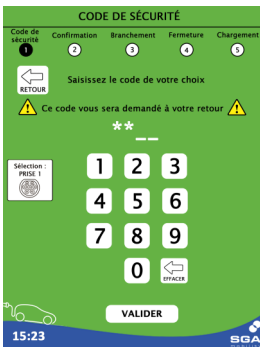 CODE DE SÉCURITÉ
Code de sécurité
Confirmation
Branchement
Fermeture
Chargement
1
2
3
4
5
RETOUR
Saisissez le code de votre choix
Ce code vous sera demandé à votre retour
**__
Sélection :
PRISE 1
1 2 3
4 5 6
7 8 9
0
EFFACER
VALIDER
15:23
SGA